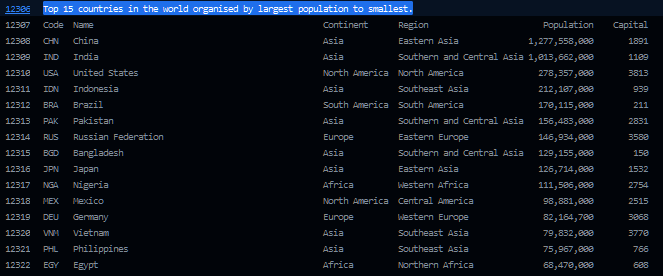 12306 Top 15 countries in the world organised by largest population to smallest.
12307 Code Name Continent Region Population Capital
12308 CHN China Asia Eastern Asia 1,277,558,000 1891
12309 IND India Asia Southern and Central Asia 1,013,662,000 1109
12310 USA United States North America North America 278,357,000 3813
12311 IDN Indonesia Asia Southeast Asia 212,107,000 939
12312 BRA Brazil South America South America 170,115,000 211
12313 PAK Pakistan Asia Southern and Central Asia 156,483,000 2831
12314 RUS Russian Federation Europe Eastern Europe 146,934,000 3580
12315 BGD Bangladesh Asia Southern and Central Asia 129,155,000 150
12316 JPN Japan Asia Eastern Asia 126,714,000 1532
12317 NGA Nigeria Africa Western Africa 111,506,000 2754
12318 MEX Mexico North America Central America 98,881,000 2515
12319 DEU Germany Europe Western Europe 82,164,700 3068
12320 VNM Vietnam Asia Southeast Asia 79,832,000 3770
12321 PHL Philippines Asia Southeast Asia 75,967,000 766
12322 EGY Egypt Africa Northern Africa 68,470,000 608